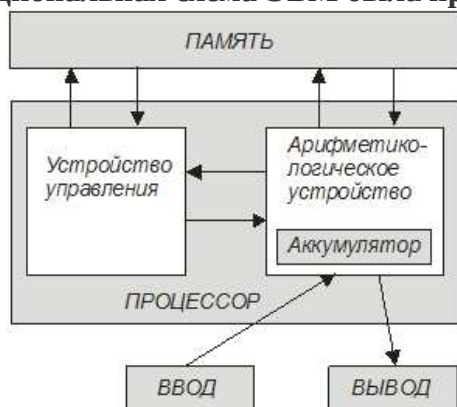 ПАМЯТЬ
Устройство
управления
Арифметико-
логическое
устройство
Аккумулятор
ПРОЦЕССОР
ВВОД
ВЫВОД